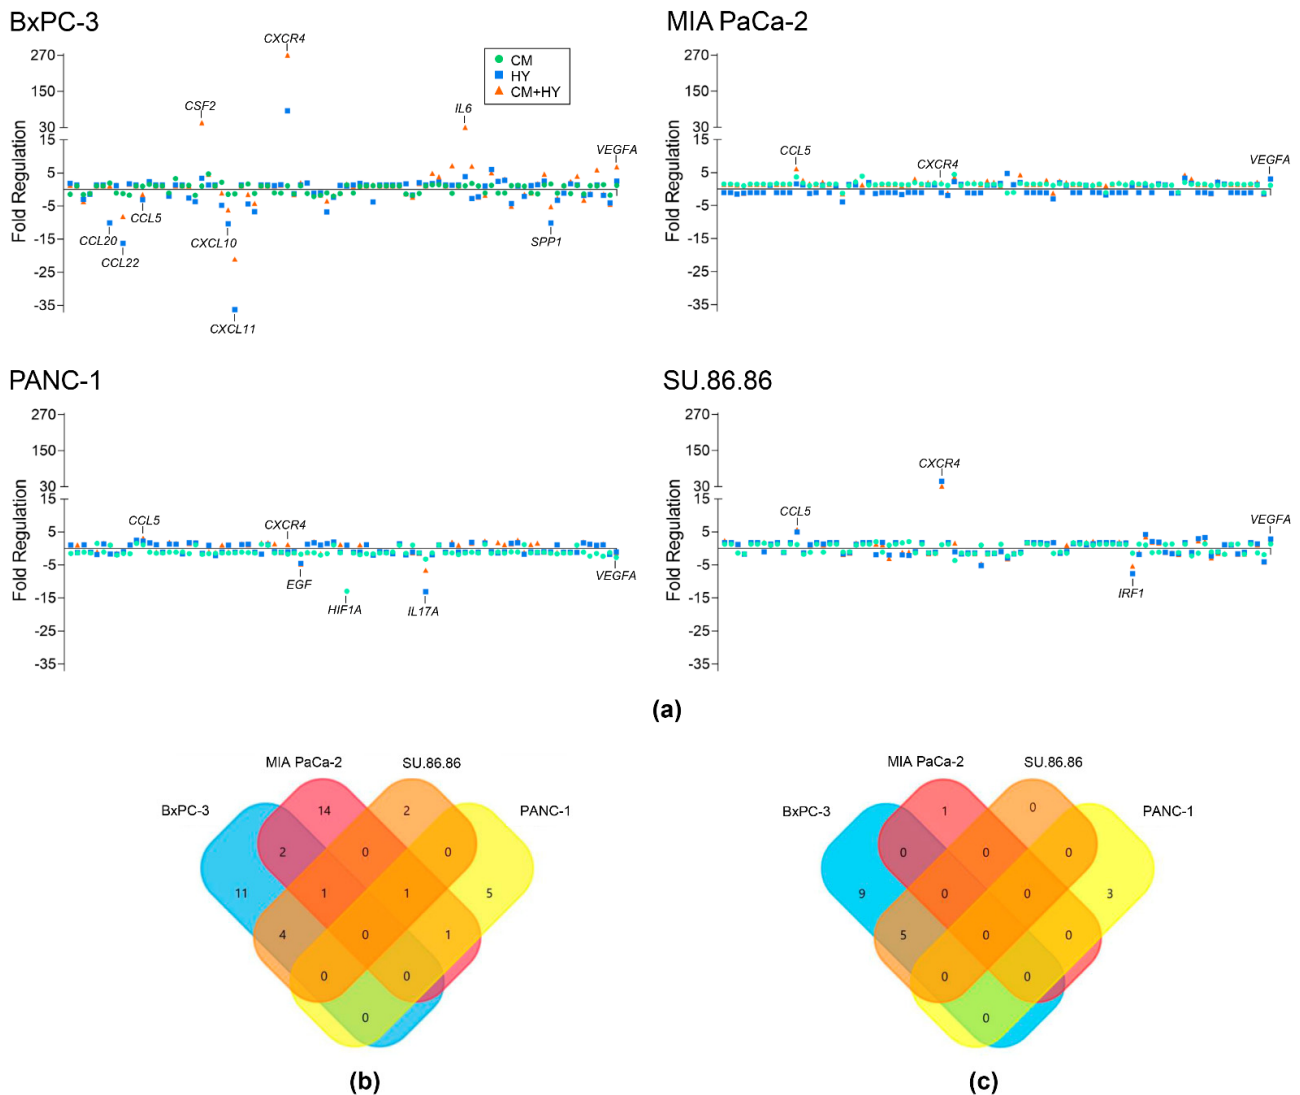 BxPC-3
MIA PaCa-2
Fold Regulation
270
150
30
15
5
-5
-15
-25
-35
CXCR4
CSF2
IL6
VEGFA
CCL5
CCL20
CCL22
CXCL10
CXCL11
SPP1
CM
HY
CM+HY
Fold Regulation
270
150
30
15
5
-5
-15
-25
-35
CCL5
CXCR4
VEGFA
PANC-1
SU.86.86
Fold Regulation
270
150
30
15
5
-5
-15
-25
-35
CCL5
CXCR4
EGF
HIF1A
IL17A
VEGFA
Fold Regulation
270
150
30
15
5
-5
-15
-25
-35
CXCR4
CCL5
VEGFA
IRF1
(a)
MIA PaCa-2
SU.86.86
BxPC-3
PANC-1
14
2
2
0
0
11
1
1
5
4
0
1
0
0
0
(b)
MIA PaCa-2
SU.86.86
BxPC-3
PANC-1
1
0
0
0
0
9
0
0
3
5
0
0
0
0
0
(c)